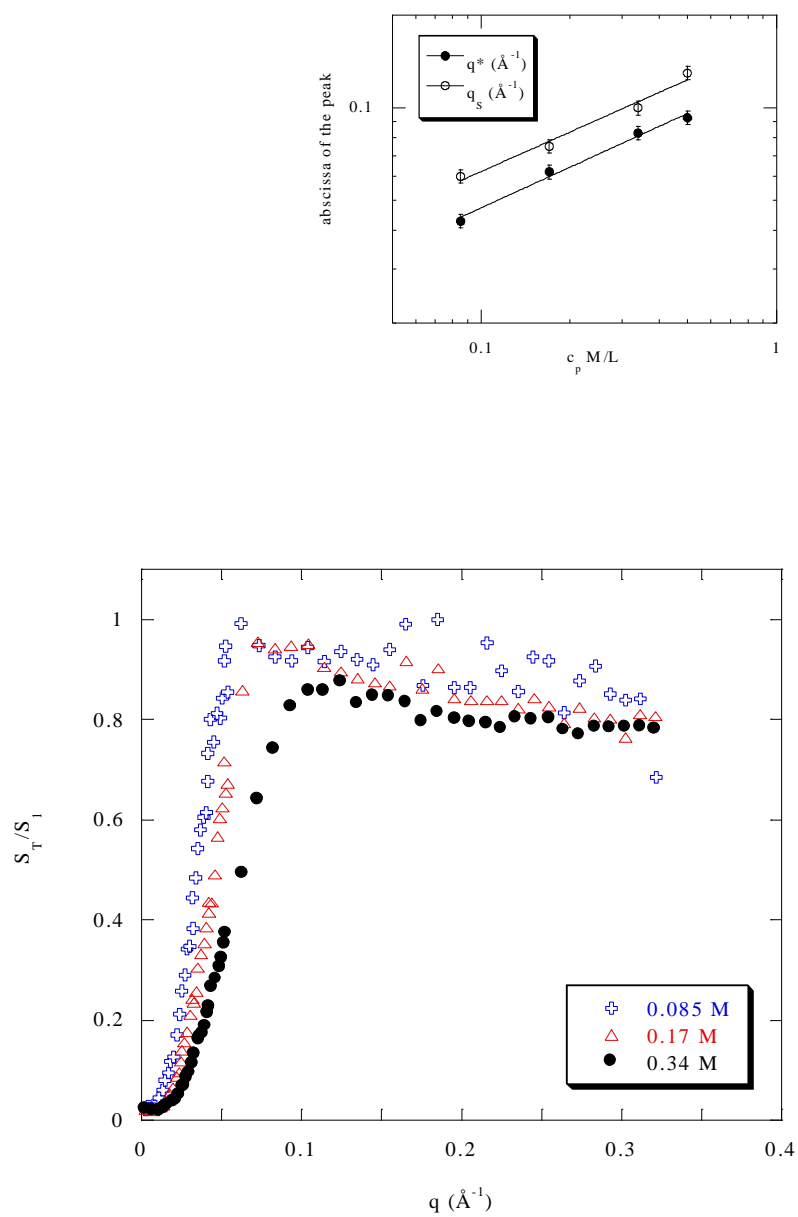 q* (Å⁻¹)
q_s (Å⁻¹)
abscissa of the peak
0.1
0.1
1
c_p M/L
1
0.8
0.6
0.4
0.2
0
S_T/S_1
0.085 M
0.17 M
0.34 M
0
0.1
0.2
0.3
0.4
q (Å⁻¹)